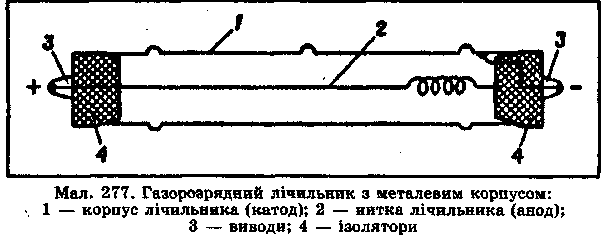 1
2
3
3
+
-
4
4
Мал. 277. Газорозрядний лічильник з металевим корпусом:
1 — корпус лічильника (катод); 2 — нитка лічильника (анод);
3 — виводи; 4 — ізолятори